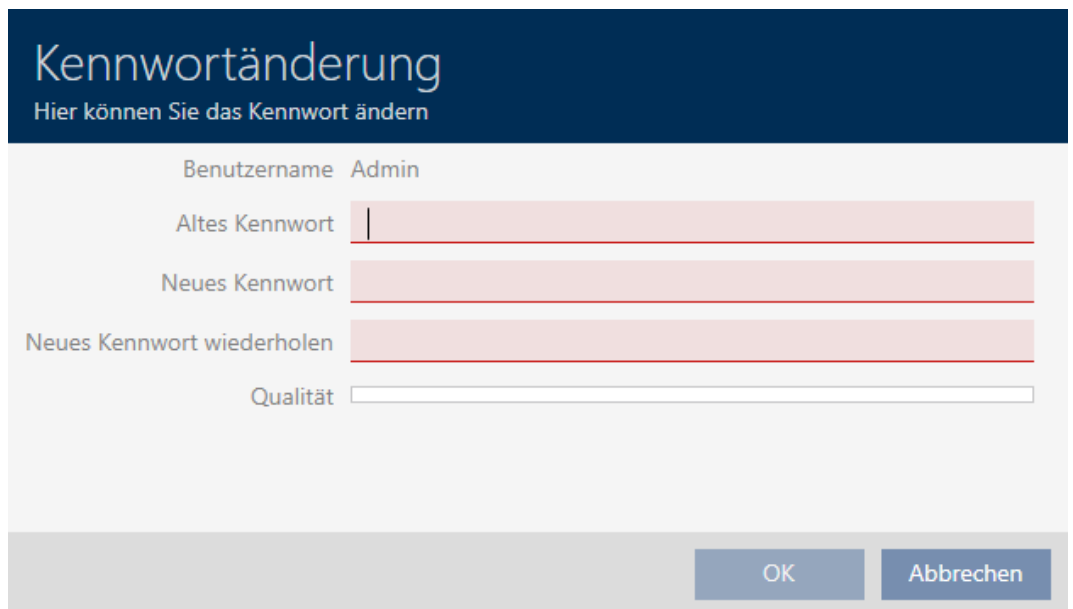 Kennwortänderung
Hier können Sie das Kennwort ändern
Benutzername Admin
Altes Kennwort
Neues Kennwort
Neues Kennwort wiederholen
Qualität
OK Abbrechen